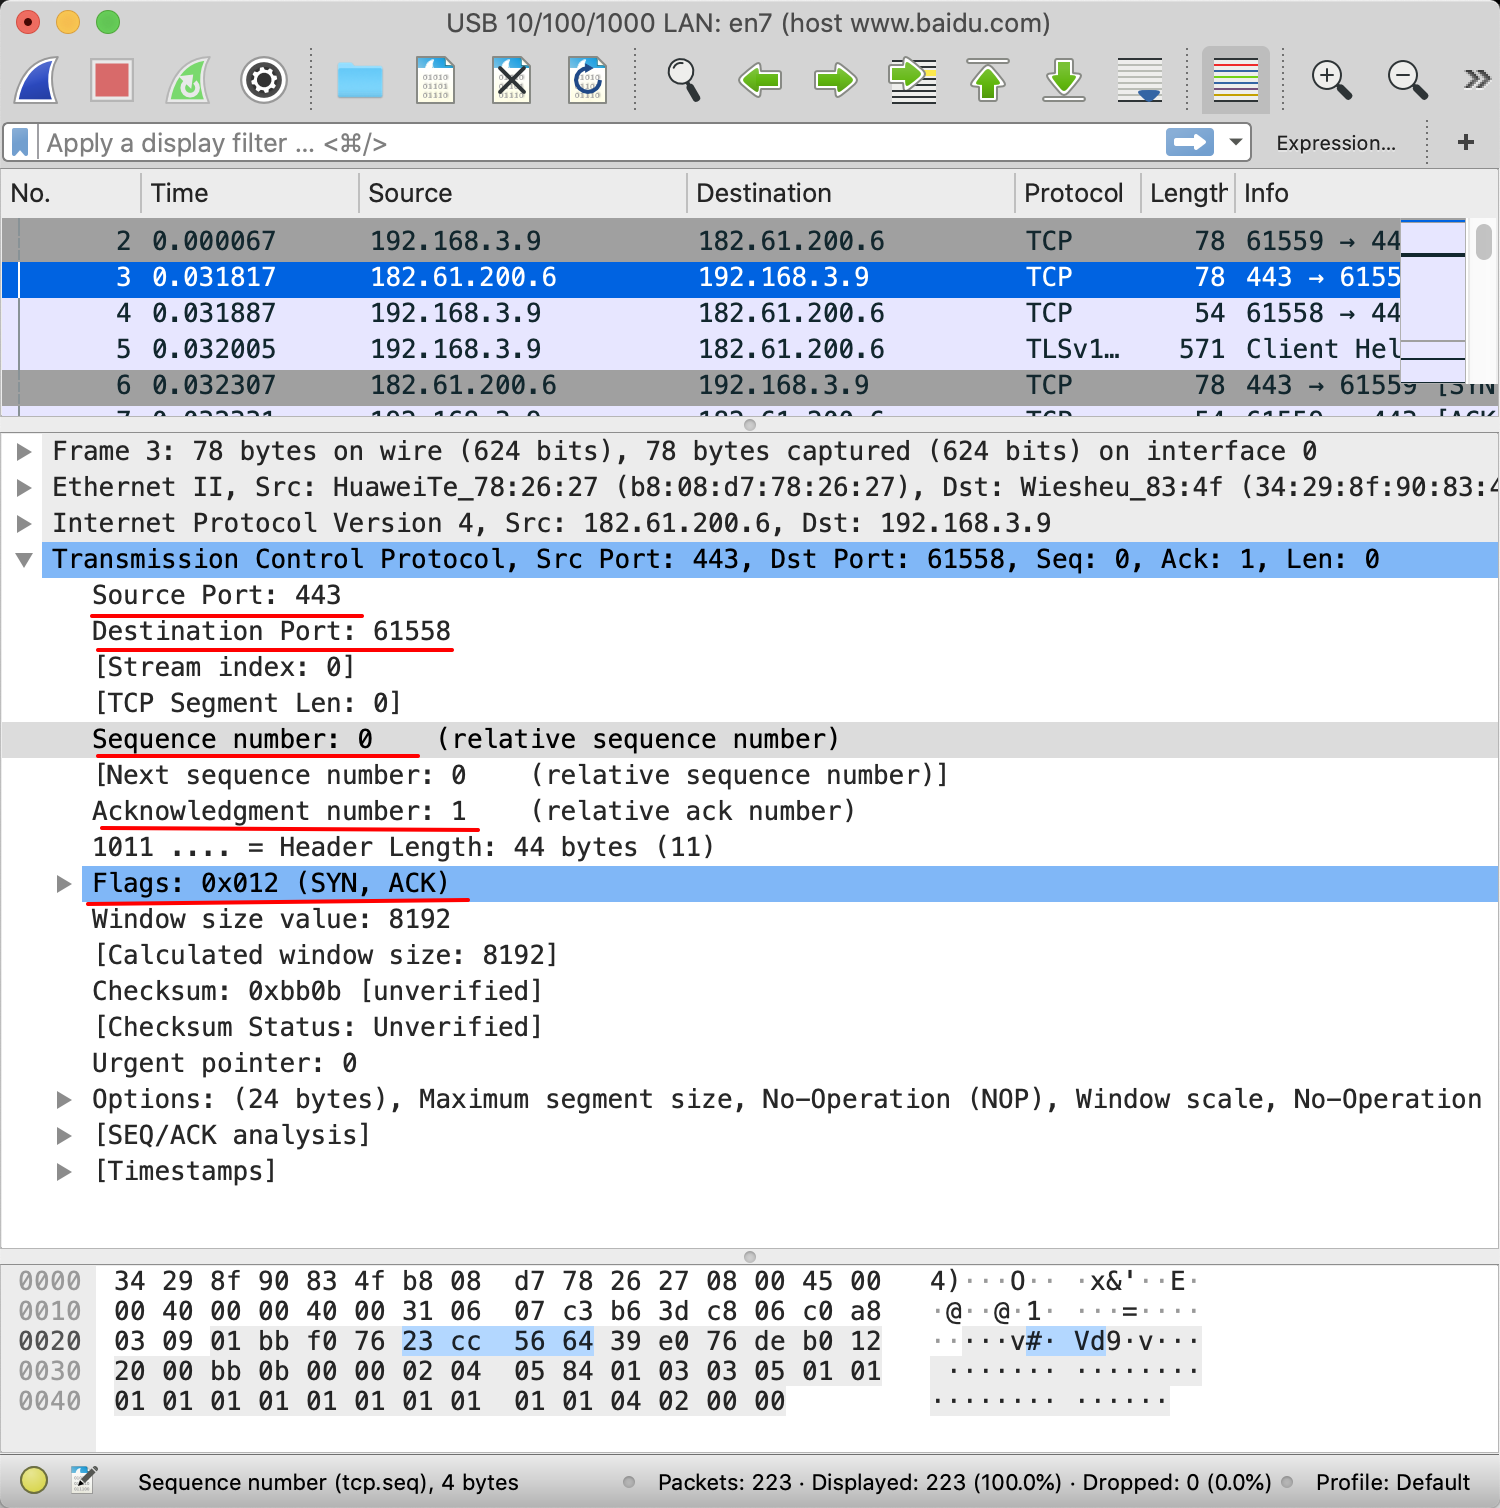 USB 10/100/1000 LAN: en7 (host www.baidu.com)
Apply a display filter ... <⌘/>
Expression...
+
No. Time Source Destination Protocol Length Info
2 0.000067 192.168.3.9 182.61.200.6 TCP 78 61559 → 44
3 0.031817 182.61.200.6 192.168.3.9 TCP 78 443 → 6155
4 0.031887 192.168.3.9 182.61.200.6 TCP 54 61558 → 44
5 0.032005 192.168.3.9 182.61.200.6 TLSv1… 571 Client Hel
6 0.032307 182.61.200.6 192.168.3.9 TCP 78 443 → 61559 [SYN
Frame 3: 78 bytes on wire (624 bits), 78 bytes captured (624 bits) on interface 0
Ethernet II, Src: HuaweiTe_78:26:27 (b8:08:d7:78:26:27), Dst: Wiesheu_83:4f (34:29:8f:90:83:4
Internet Protocol Version 4, Src: 182.61.200.6, Dst: 192.168.3.9
Transmission Control Protocol, Src Port: 443, Dst Port: 61558, Seq: 0, Ack: 1, Len: 0
Source Port: 443
Destination Port: 61558
[Stream index: 0]
[TCP Segment Len: 0]
Sequence number: 0 (relative sequence number)
[Next sequence number: 0 (relative sequence number)]
Acknowledgment number: 1 (relative ack number)
1011 .... = Header Length: 44 bytes (11)
Flags: 0x012 (SYN, ACK)
Window size value: 8192
[Calculated window size: 8192]
Checksum: 0xbb0b [unverified]
[Checksum Status: Unverified]
Urgent pointer: 0
Options: (24 bytes), Maximum segment size, No-Operation (NOP), Window scale, No-Operation
[SEQ/ACK analysis]
[Timestamps]
0000 34 29 8f 90 83 4f b8 08 d7 78 26 27 08 00 45 00 4)···O·· ·x&'··E·
0010 00 40 00 00 40 00 31 06 07 c3 b6 3d c8 06 c0 a8 ·@··@·1· ···=····
0020 03 09 01 bb f0 76 23 cc 56 64 39 e0 76 de b0 12 ·····v#· Vd9·v···
0030 20 00 bb 0b 00 00 02 04 05 84 01 03 03 05 01 01 ······· ········
0040 01 01 01 01 01 01 01 01 01 01 04 02 00 00 ········ ······
Sequence number (tcp.seq), 4 bytes
Packets: 223 · Displayed: 223 (100.0%) · Dropped: 0 (0.0%)
Profile: Default